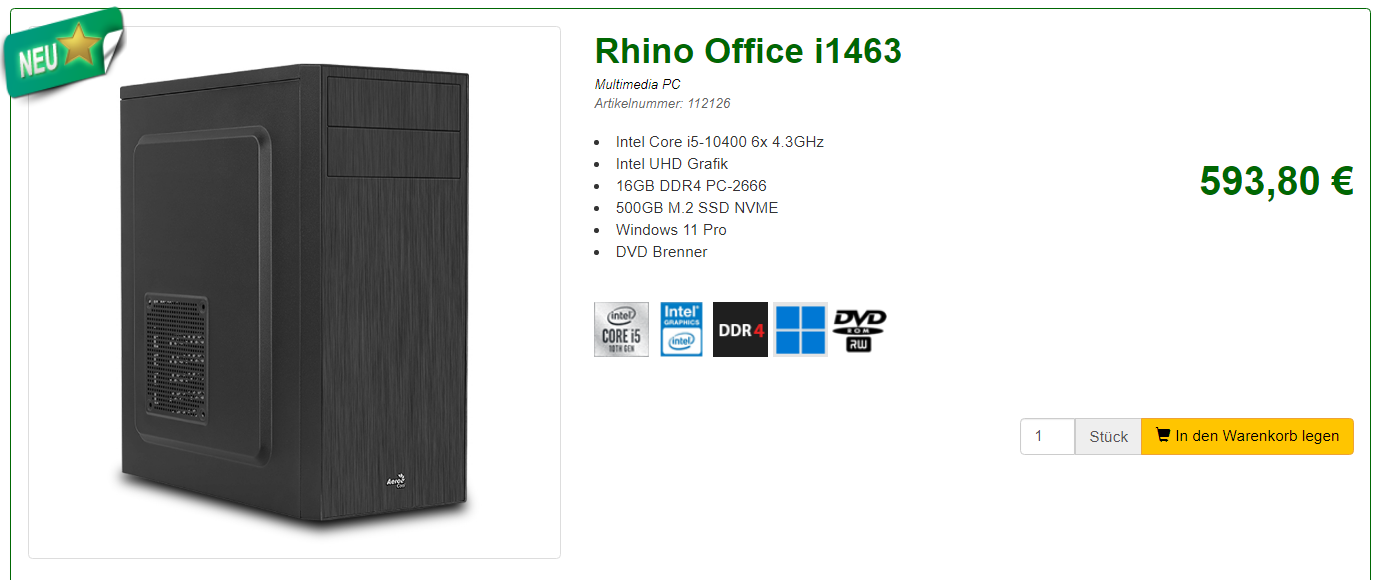 NEU
Rhino Office i1463
Multimedia PC
Artikelnummer: 112126
Intel Core i5-10400 6x 4.3GHz
Intel UHD Grafik
16GB DDR4 PC-2666
500GB M.2 SSD NVME
Windows 11 Pro
DVD Brenner
593,80 €
intel
CORE i5
10TH GEN
Intel®
GRAPHICS
intel
DDR4
DVD
ROM
RW
1 Stück In den Warenkorb legen
Aero
Cool